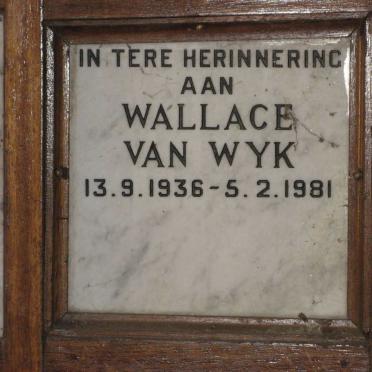 IN TERE HERINNERING
AAN
WALLACE
VAN WYK
13.9.1936-5.2.1981